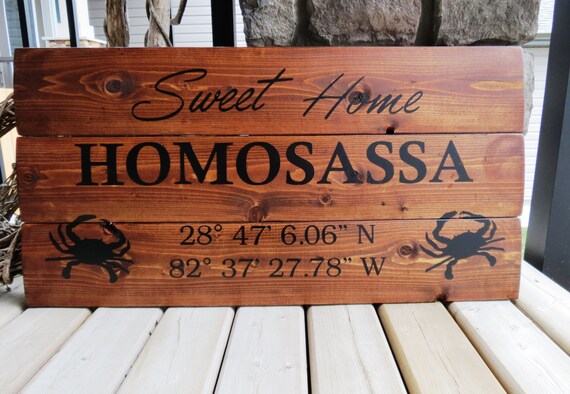 Sweet Home
HOMOSASSA
28° 47' 6.06” N
82° 37' 27.78” W